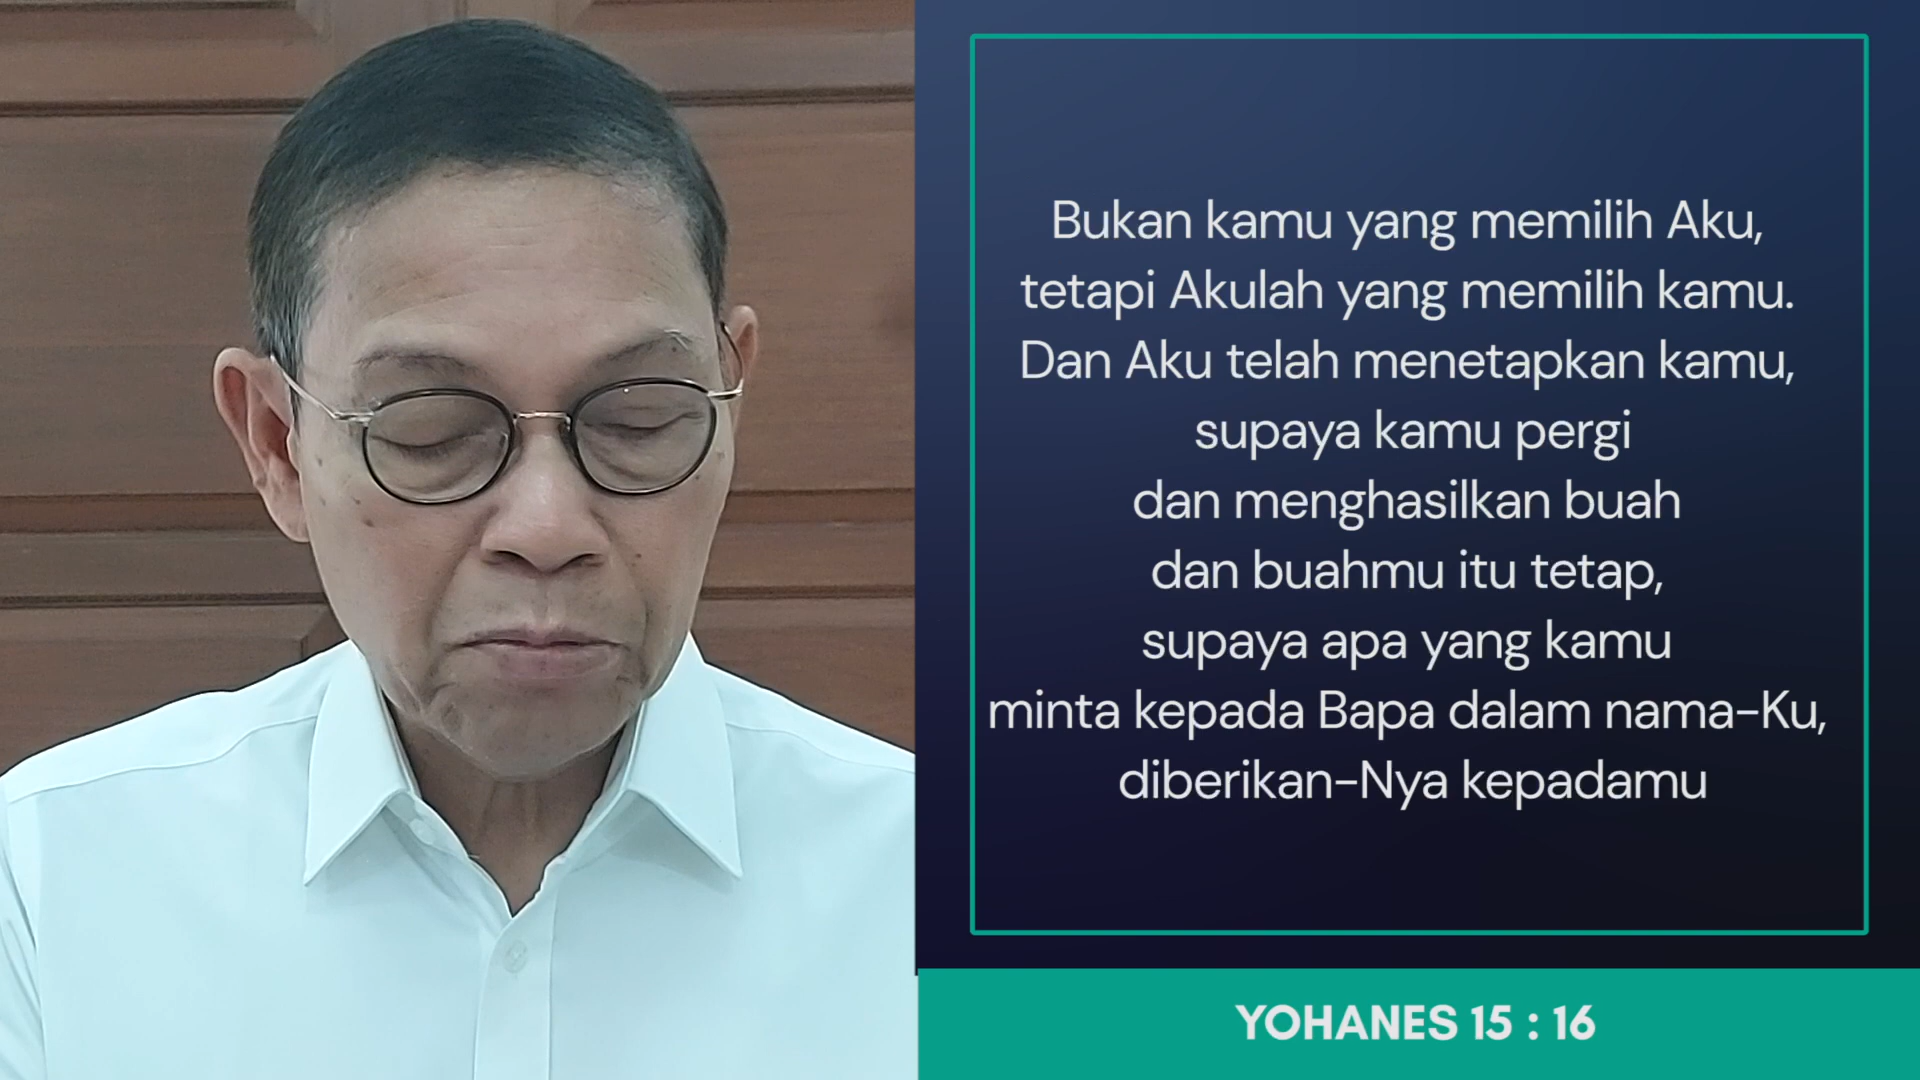 Bukan kamu yang memilih Aku,
tetapi Akulah yang memilih kamu.
Dan Aku telah menetapkan kamu,
supaya kamu pergi
dan menghasilkan buah
dan buahmu itu tetap,
supaya apa yang kamu
minta kepada Bapa dalam nama-Ku,
diberikan-Nya kepadamu
YOHANES 15 : 16